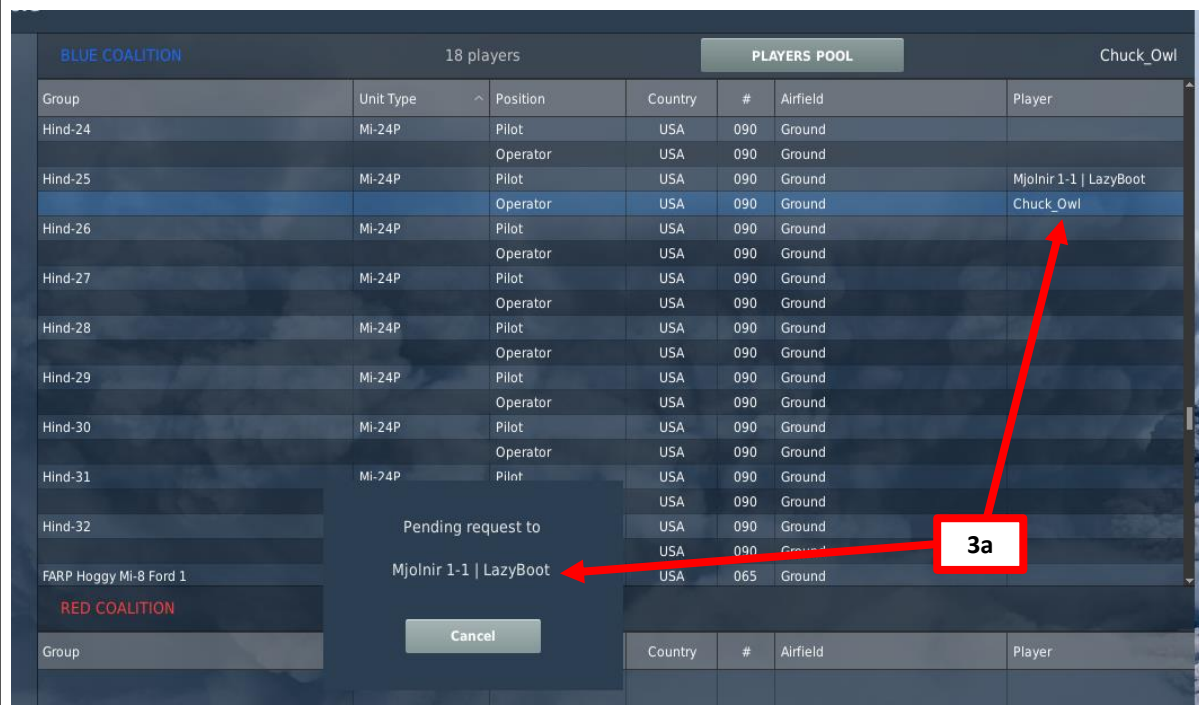 BLUE COALITION 18 players PLAYERS POOL Chuck_Owl
Group Unit Type Position Country # Airfield Player
Hind-24 Mi-24P Pilot USA 090 Ground
Operator USA 090 Ground
Hind-25 Mi-24P Pilot USA 090 Ground Mjolnir 1-1 | LazyBoot
Operator USA 090 Ground Chuck_Owl
Hind-26 Mi-24P Pilot USA 090 Ground
Operator USA 090 Ground
Hind-27 Mi-24P Pilot USA 090 Ground
Operator USA 090 Ground
Hind-28 Mi-24P Pilot USA 090 Ground
Operator USA 090 Ground
Hind-29 Mi-24P Pilot USA 090 Ground
Operator USA 090 Ground
Hind-30 Mi-24P Pilot USA 090 Ground
Operator USA 090 Ground
Hind-31 Mi-24P Pilot USA 090 Ground
USA 090 Ground
Hind-32 USA 090 Ground
Pending request to
USA 090 Ground
3a
Mjolnir 1-1 | LazyBoot
FARP Hoggy Mi-8 Ford 1 USA 065 Ground
RED COALITION
Cancel
Group Country # Airfield Player